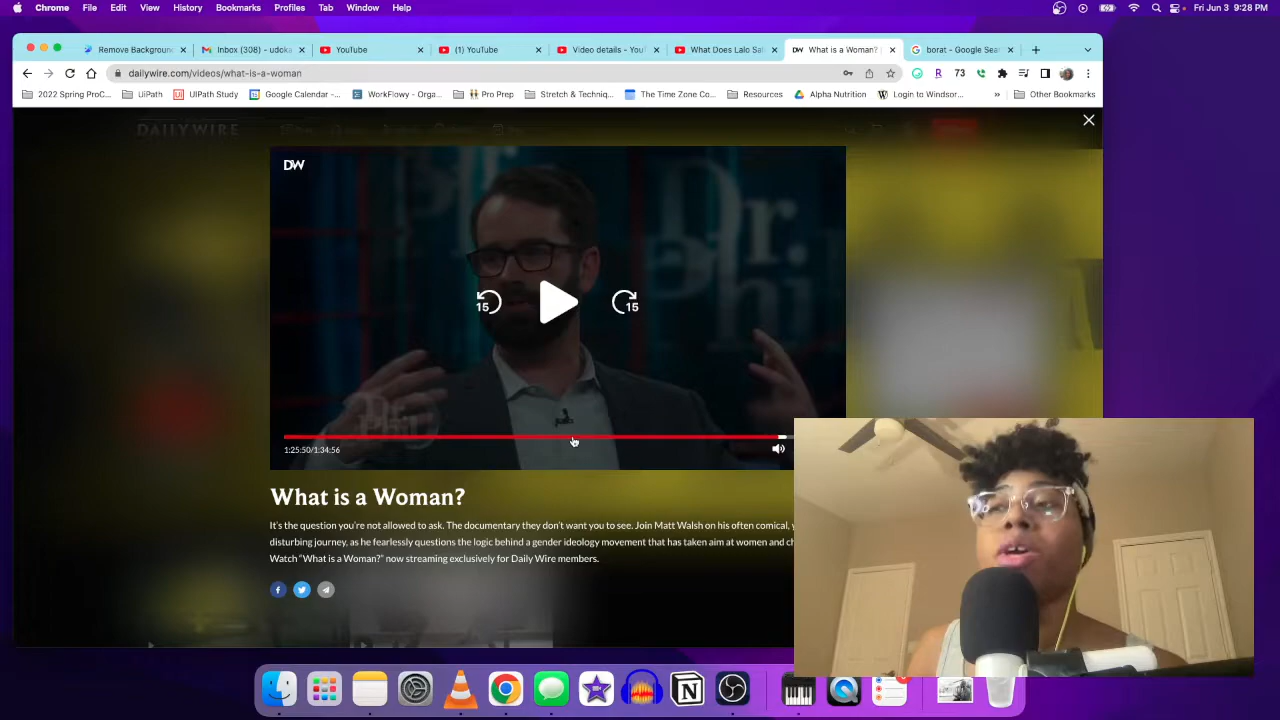 Chrome File Edit View History Bookmarks Profiles Tab Window Help
Fri Jun 3 9:28 PM
Remove Background
Inbox (308) - udoka
YouTube
(1) YouTube
Video details - You
What Does Lalo Sal
What is a Woman?
borat - Google Sear
dailywire.com/videos/what-is-a-woman
73
2022 Spring ProC...
UiPath
UIPath Study
Google Calendar -...
WorkFlowy - Orga...
Pro Prep
Stretch & Techniq...
The Time Zone Co...
Resources
Alpha Nutrition
Login to Windsor...
Other Bookmarks
DAILYWIRE
DW
Dr. Phil
Dr. Phi
15
15
1:25:50/1:34:56
What is a Woman?
It's the question you're not allowed to ask. The documentary they don't want you to see. Join Matt Walsh on his often comical,
disturbing journey, as he fearlessly questions the logic behind a gender ideology movement that has taken aim at women and
Watch "What is a Woman?" now streaming exclusively for Daily Wire members.